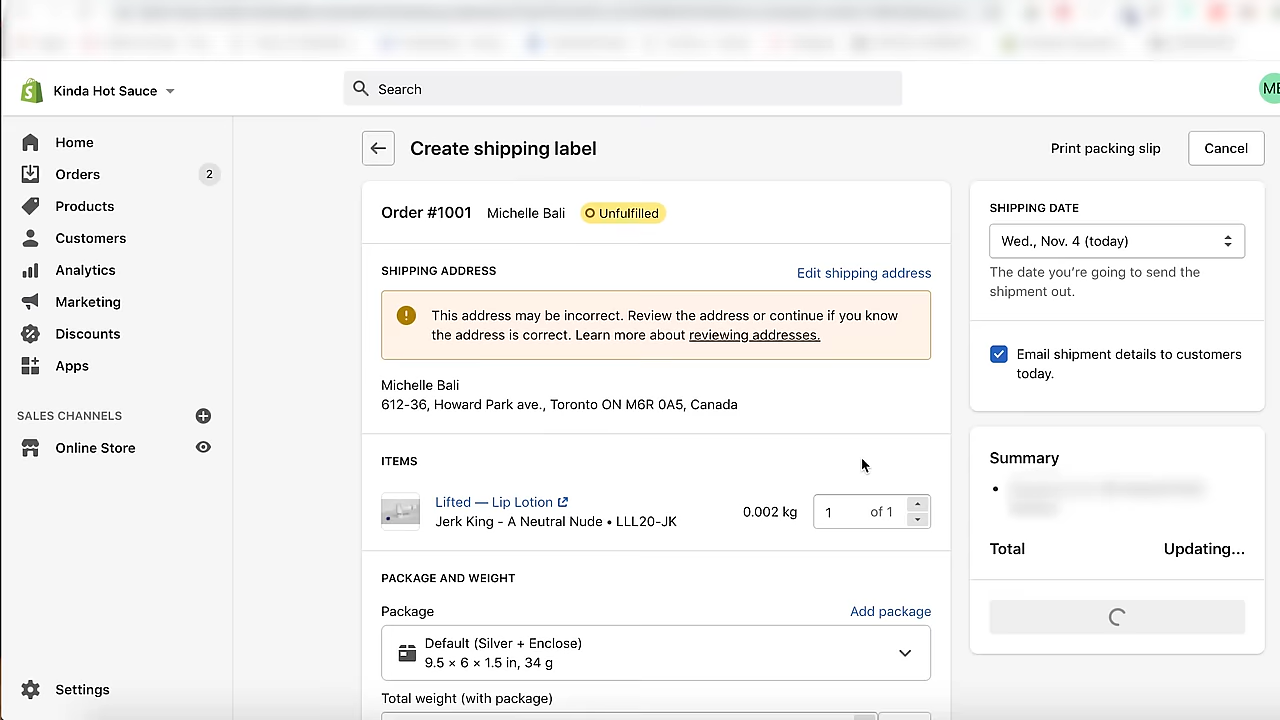 Kinda Hot Sauce
Search
ME
Home
Orders
2
Products
Customers
Analytics
Marketing
Discounts
Apps
SALES CHANNELS
Online Store
Settings
Create shipping label
Print packing slip
Cancel
Order #1001
Michelle Bali
Unfulfilled
SHIPPING ADDRESS
Edit shipping address
This address may be incorrect. Review the address or continue if you know
the address is correct. Learn more about reviewing addresses.
Michelle Bali
612-36, Howard Park ave., Toronto ON M6R 0A5, Canada
ITEMS
Lifted — Lip Lotion
Jerk King - A Neutral Nude • LLL20-JK
0.002 kg
1
of 1
PACKAGE AND WEIGHT
Package
Add package
Default (Silver + Enclose)
9.5 × 6 × 1.5 in, 34 g
Total weight (with package)
SHIPPING DATE
Wed., Nov. 4 (today)
The date you're going to send the
shipment out.
Email shipment details to customers
today.
Summary
Total
Updating...